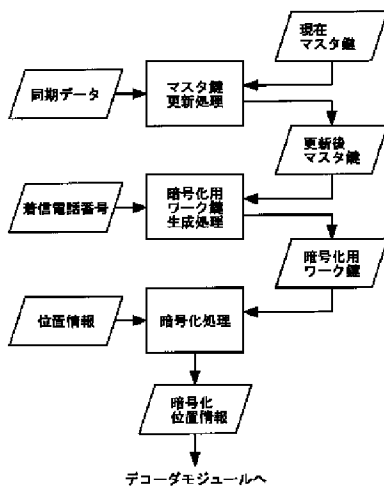 現在
マスタ鍵
同期データ
マスタ鍵
更新処理
更新後
マスタ鍵
着信電話番号
暗号化用
ワーク鍵
生成処理
暗号化用
ワーク鍵
位置情報
暗号化処理
暗号化
位置情報
デコーダモジュールへ